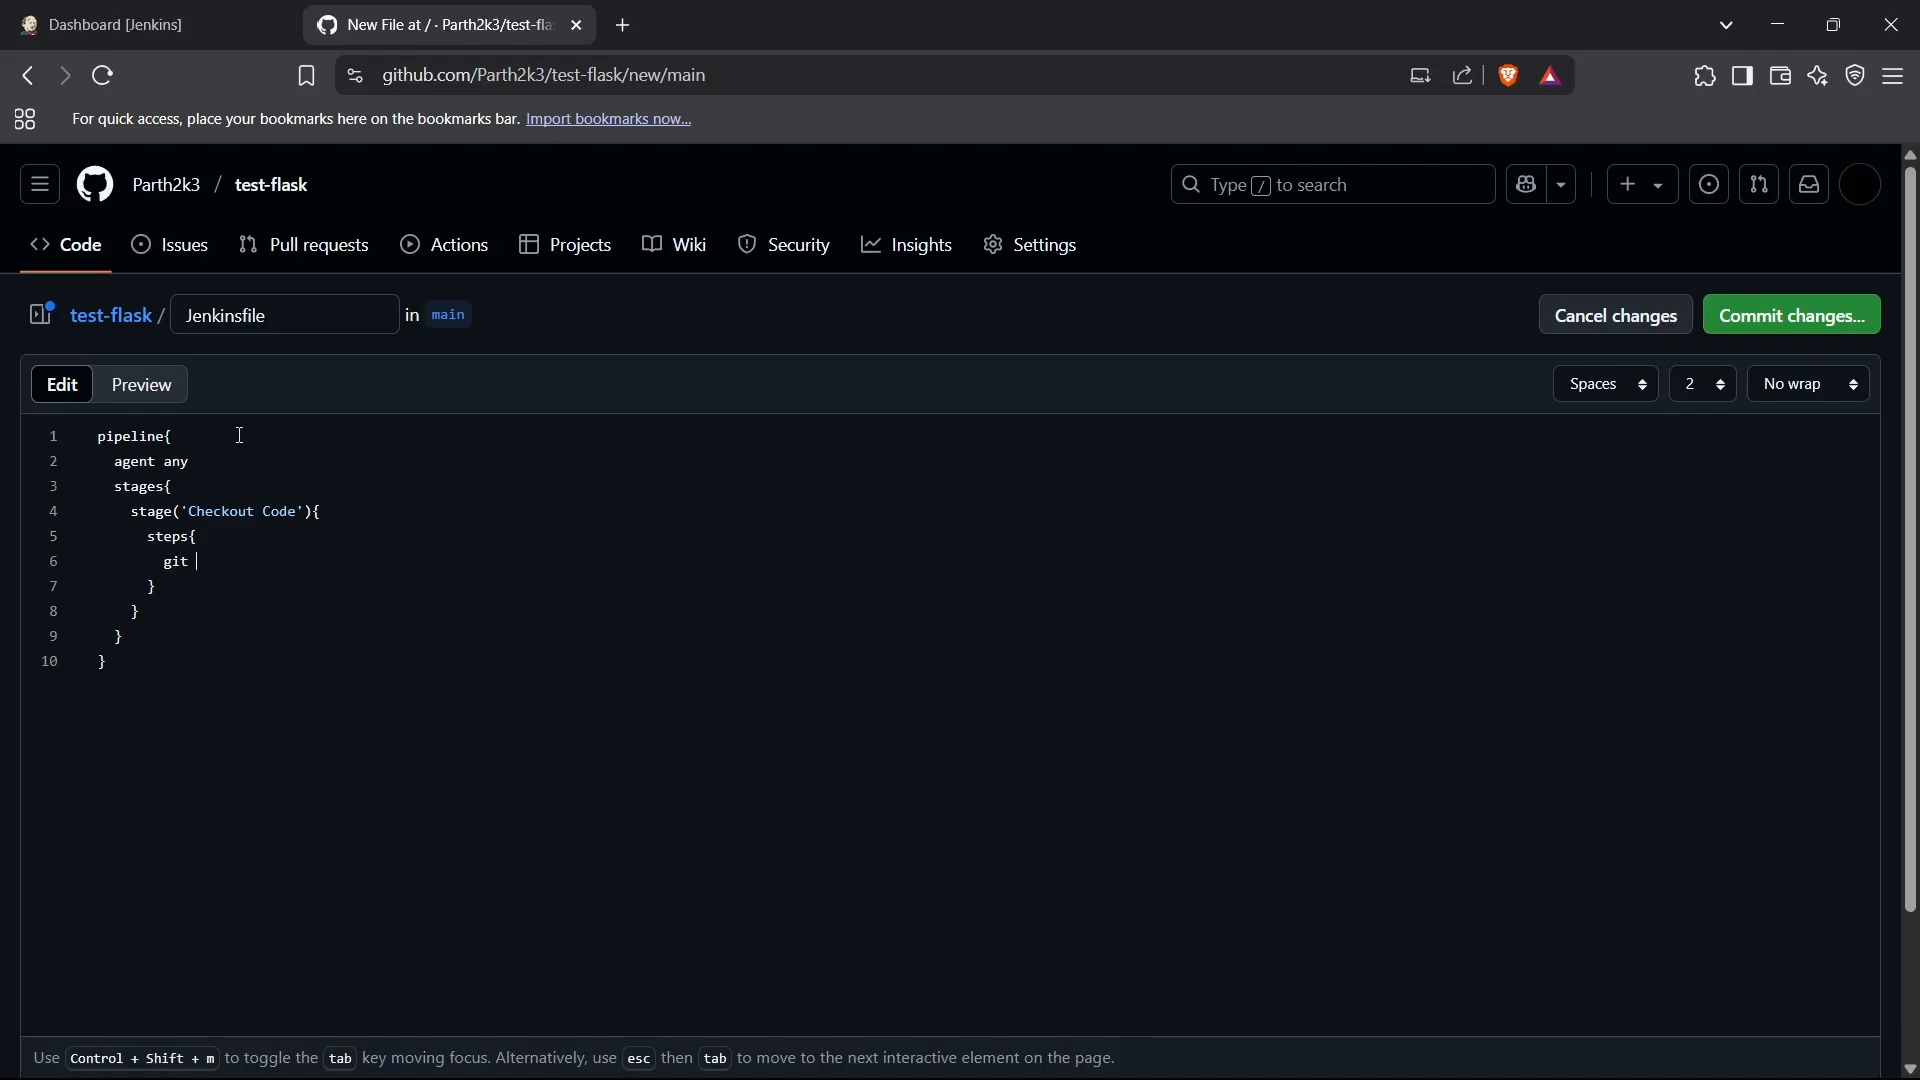 Dashboard [Jenkins]
New File at / · Parth2k3/test-fla
github.com/Parth2k3/test-flask/new/main
For quick access, place your bookmarks here on the bookmarks bar. Import bookmarks now...
Parth2k3 / test-flask
Type / to search
Code Issues Pull requests Actions Projects Wiki Security Insights Settings
test-flask / Jenkinsfile in main
Cancel changes Commit changes...
Edit Preview
Spaces 2 No wrap
1 pipeline{
2 agent any
3 stages{
4 stage('Checkout Code'){
5 steps{
6 git
7 }
8 }
9 }
10 }
Use Control + Shift + m to toggle the tab key moving focus. Alternatively, use esc then tab to move to the next interactive element on the page.